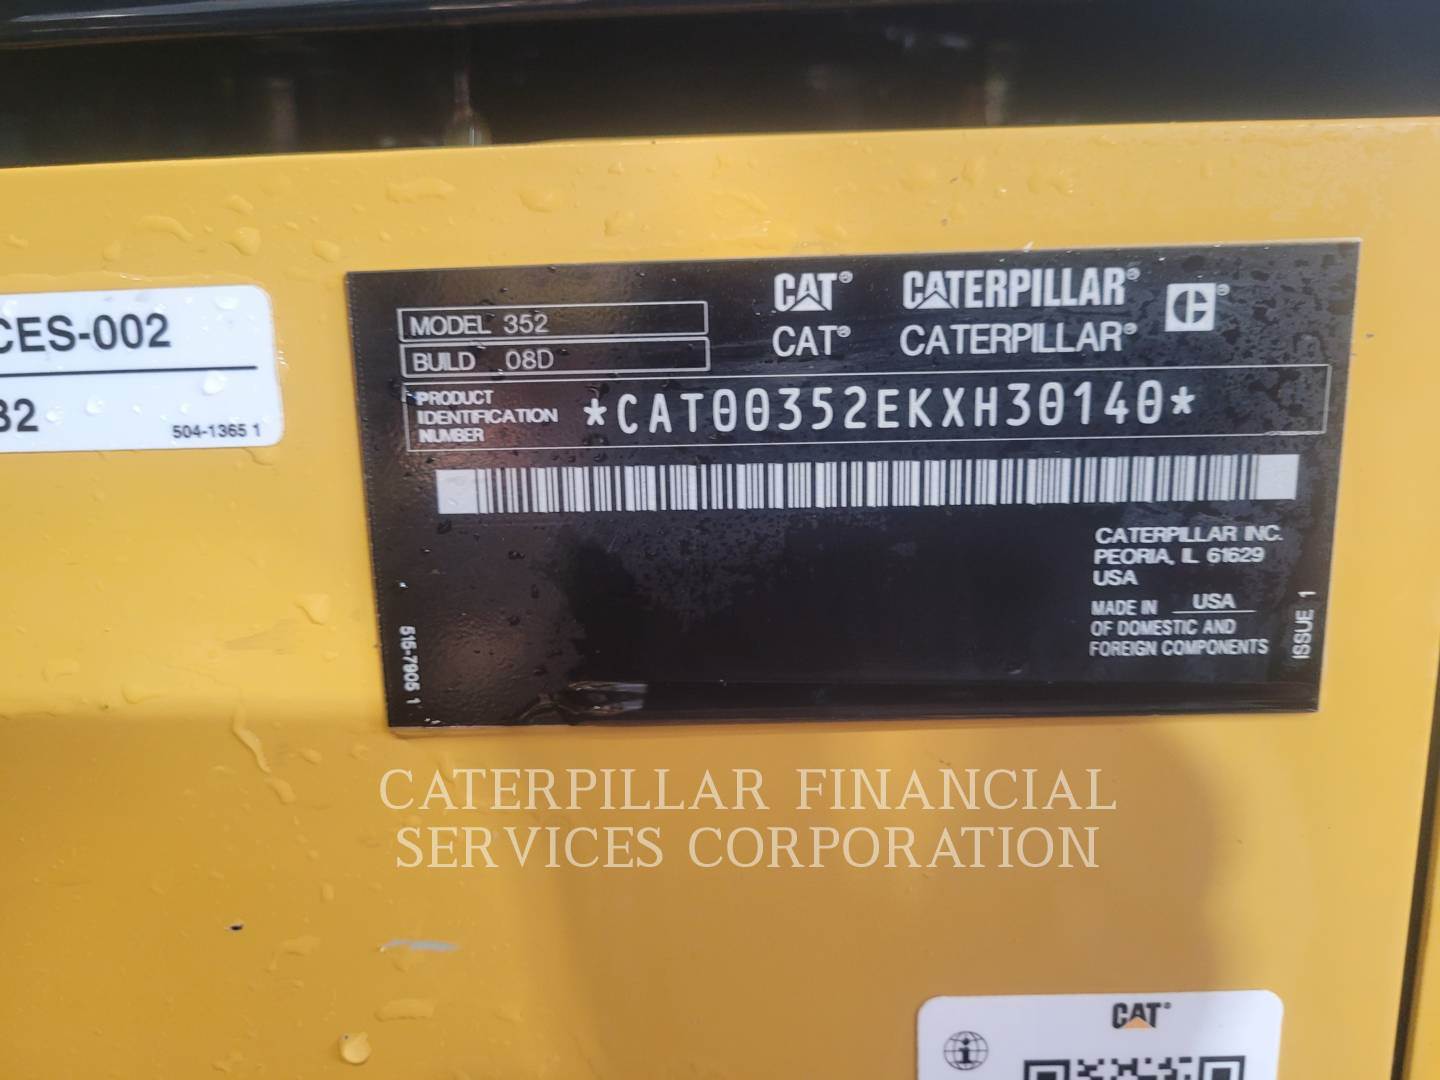 CES-002
32
504-1365 1
CAT® CATERPILLAR®
CAT® CATERPILLAR®
MODEL 352
BUILD 08D
PRODUCT IDENTIFICATION NUMBER *CAT00352EKXH30140*
CATERPILLAR INC.
PEORIA, IL 61629
USA
MADE IN USA
OF DOMESTIC AND
FOREIGN COMPONENTS
ISSUE 1
515-7905 1
CATERPILLAR FINANCIAL
SERVICES CORPORATION
CAT®